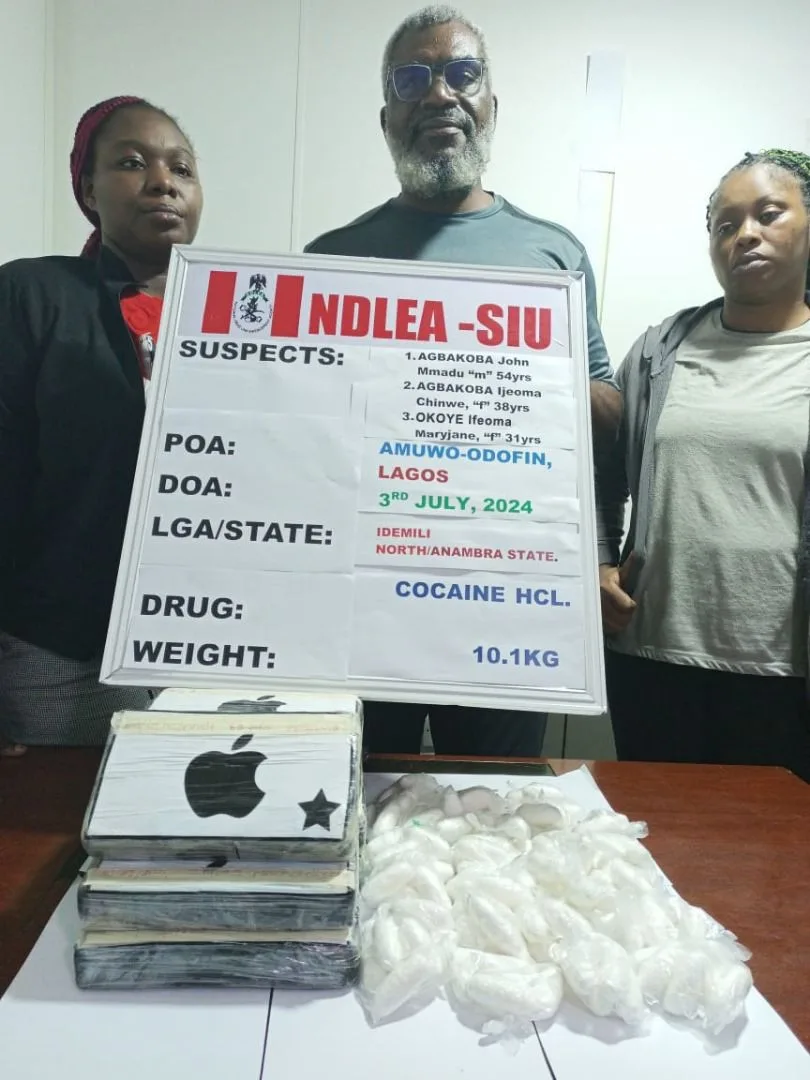 NDLEA -SIU
SUSPECTS:
1. AGBAKOBA John
Mmadu "m" 54yrs
2. AGBAKOBA Ijeoma
Chinwe, "f" 38yrs
3. OKOYE Ifeoma
Maryjane, "f" 31yrs
POA:
AMUWO-ODOFIN,
LAGOS
DOA:
3RD JULY, 2024
LGA/STATE:
IDEMILI
NORTH/ANAMBRA STATE.
DRUG:
COCAINE HCL.
WEIGHT:
10.1KG